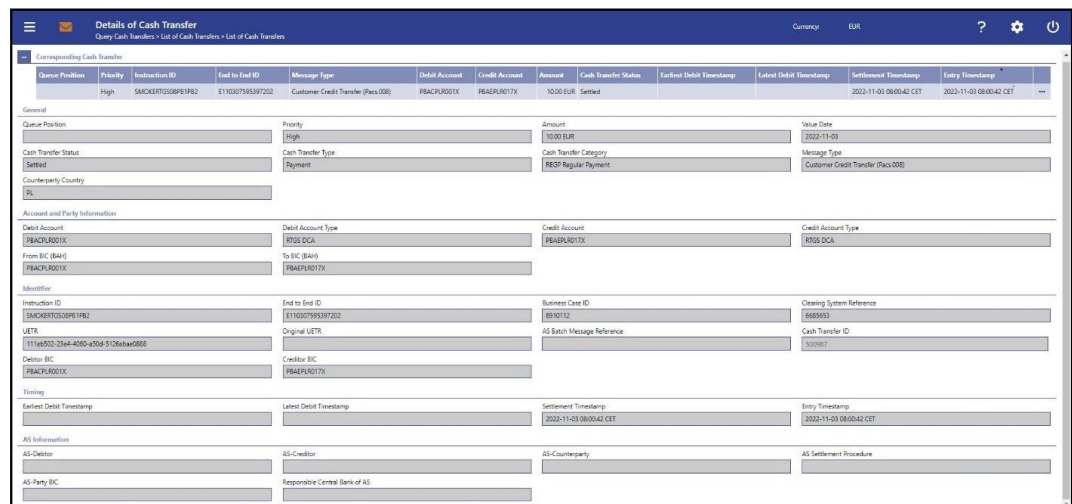 Details of Cash Transfer
Query Cash Transfers > List of Cash Transfers > List of Cash Transfers
Currency: EUR
?
Corresponding Cash Transfer
Queue Position Priority Instruction ID End to End ID Message Type Debit Account Credit Account Amount Cash Transfer Status Earliest Debit Timestamp Latest Debit Timestamp Settlement Timestamp Entry Timestamp
High SMOKERTGS08PB1PB2 E110307595397202 Customer Credit Transfer (Pacs.008) PBACPLR001X PBAEPLR017X 10.00 EUR Settled 2022-11-03 08:00:42 CET 2022-11-03 08:00:42 CET
General
Queue Position Priority Amount Value Date
High 10.00 EUR 2022-11-03
Cash Transfer Status Cash Transfer Type Cash Transfer Category Message Type
Settled Payment REGP Regular Payment Customer Credit Transfer (Pacs.008)
Counterparty Country
PL
Account and Party Information
Debit Account Debit Account Type Credit Account Credit Account Type
PBACPLR001X RTGS DCA PBAEPLR017X RTGS DCA
From BIC (BAH) To BIC (BAH)
PBACPLR001X PBAEPLR017X
Identifier
Instruction ID End to End ID Business Case ID Clearing System Reference
SMOKERTGS08PB1PB2 E110307595397202 8910112 6685653
UETR Original UETR AS Batch Message Reference Cash Transfer ID
111eb502-23e4-4060-a50d-5126abae0888 500987
Debtor BIC Creditor BIC
PBACPLR001X PBAEPLR017X
Timing
Earliest Debit Timestamp Latest Debit Timestamp Settlement Timestamp Entry Timestamp
2022-11-03 08:00:42 CET 2022-11-03 08:00:42 CET
AS Information
AS-Debtor AS-Creditor AS-Counterparty AS Settlement Procedure
AS-Party BIC Responsible Central Bank of AS